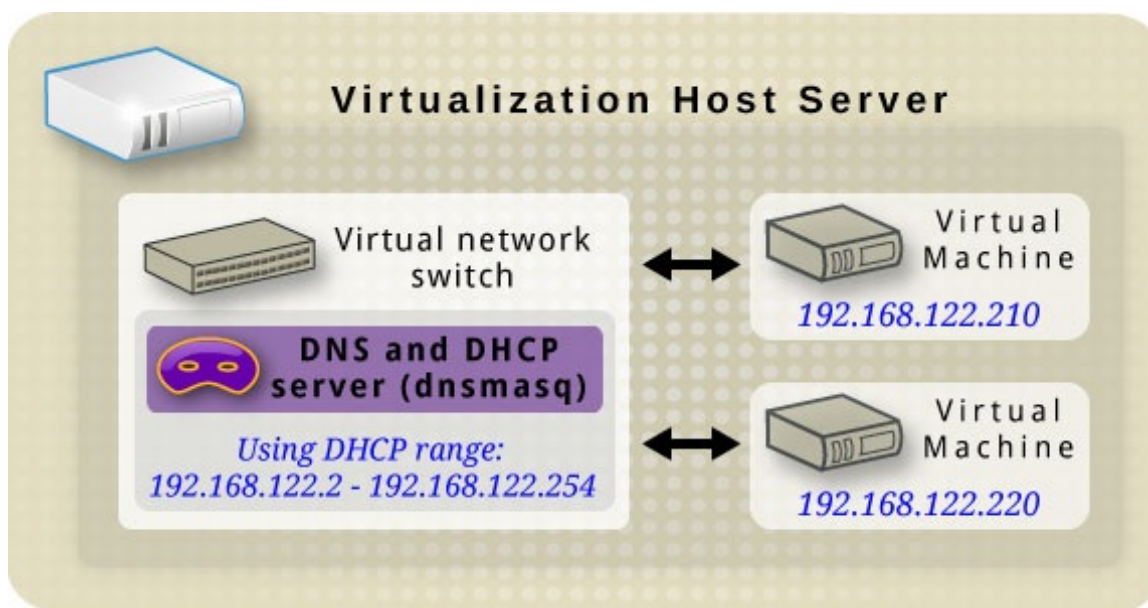 Virtualization Host Server
Virtual network
switch
DNS and DHCP
server (dnsmasq)
Using DHCP range:
192.168.122.2 - 192.168.122.254
Virtual
Machine
192.168.122.210
Virtual
Machine
192.168.122.220